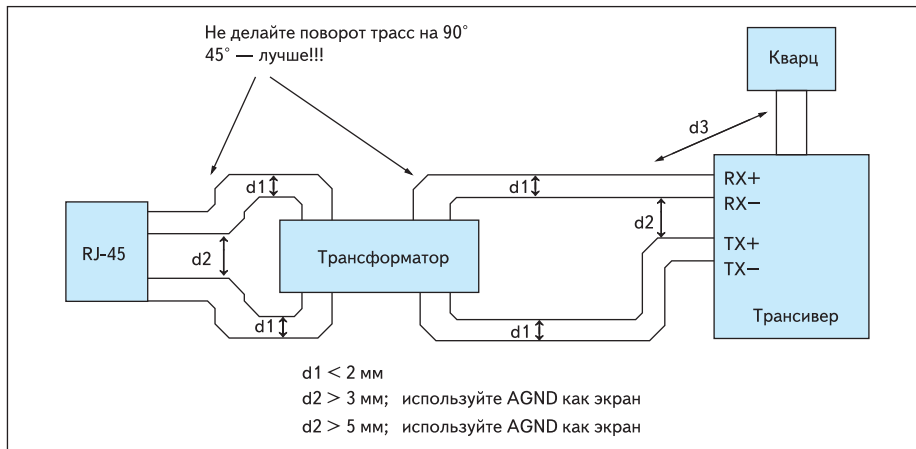 Не делайте поворот трасс на 90°
45° — лучше!!!
Кварц
d3
d1
d1
RX+
RX–
d2
TX+
TX–
RJ-45
d2
Трансформатор
Трансивер
d1
d1
d1 < 2 мм
d2 > 3 мм; используйте AGND как экран
d2 > 5 мм; используйте AGND как экран